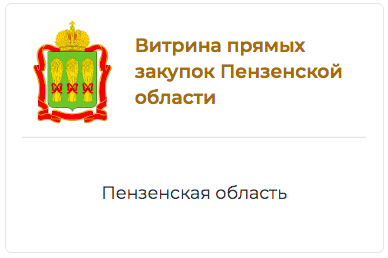 Витрина прямых
закупок Пензенской
области
Пензенская область